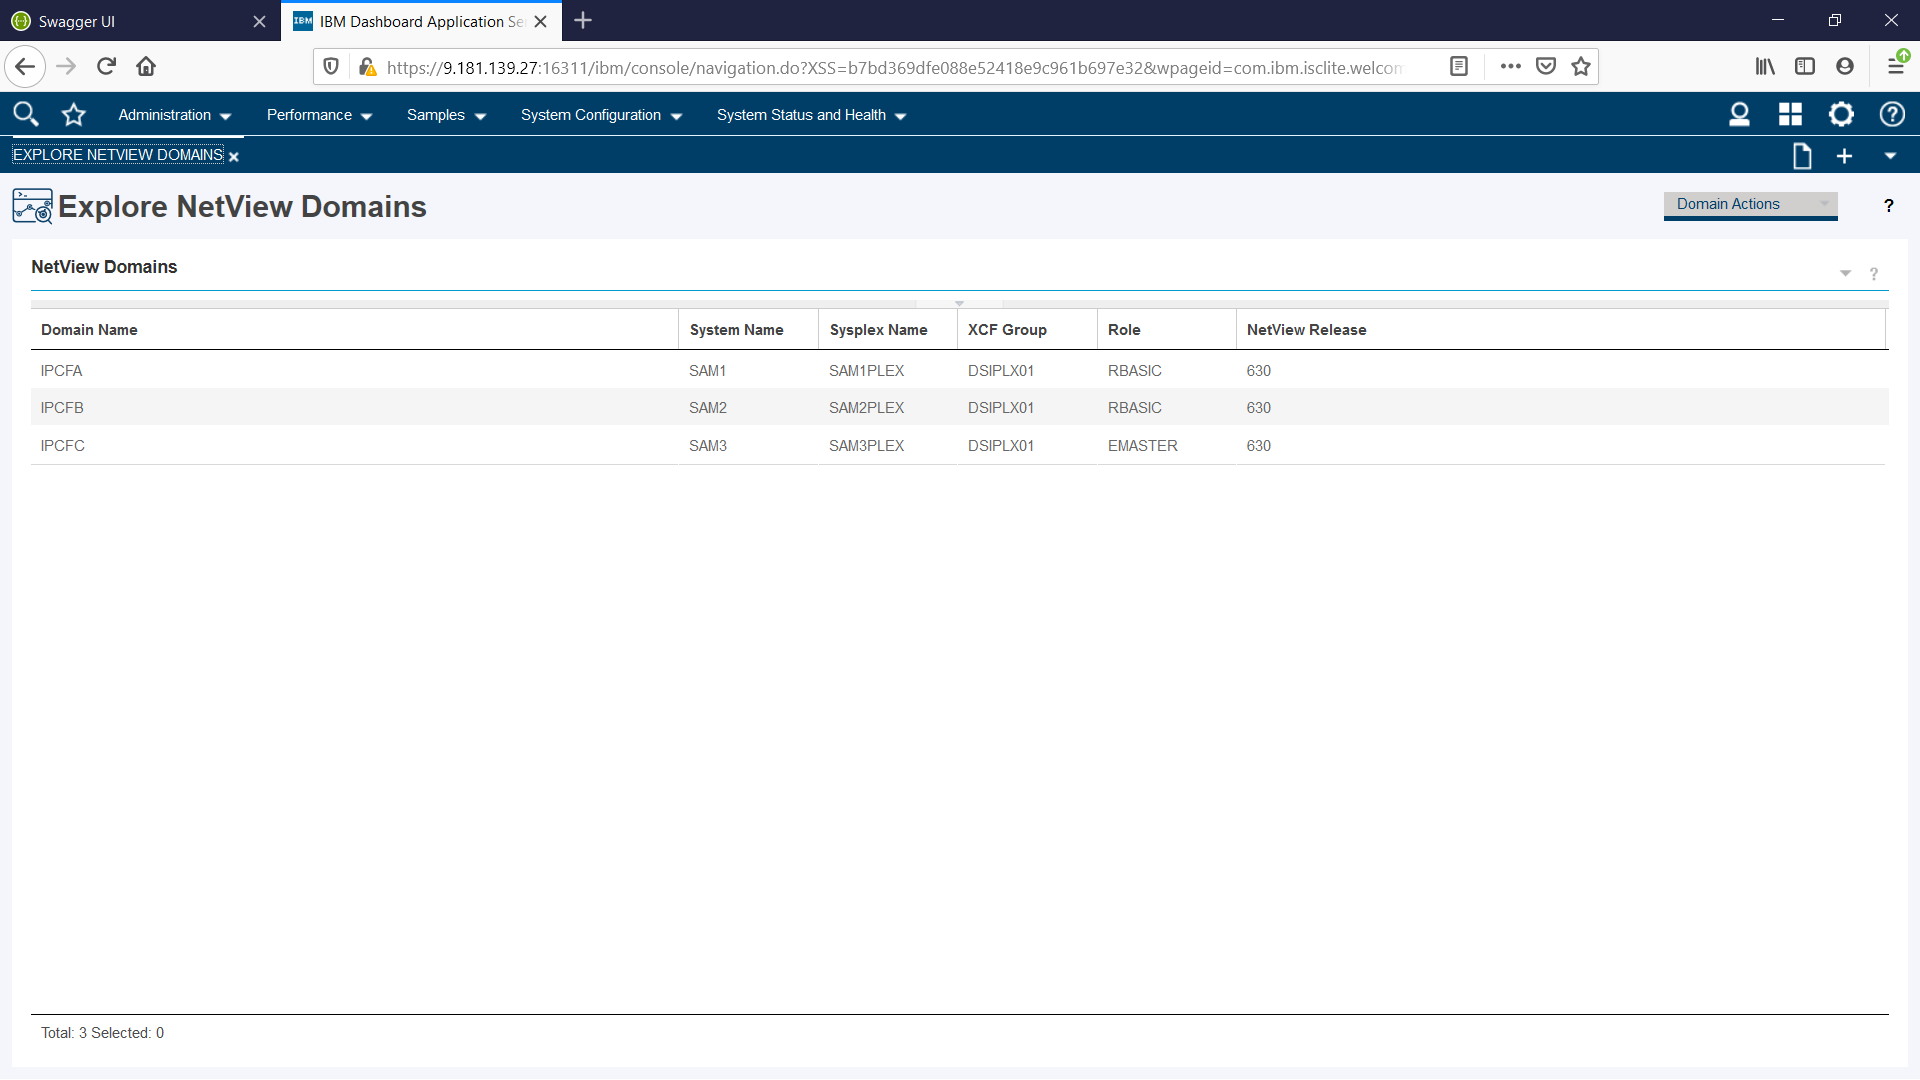 Swagger UI
IBM IBM Dashboard Application Se
https://9.181.139.27:16311/ibm/console/navigation.do?XSS=b7bd369dfe088e52418e9c961b697e32&wpageid=com.ibm.isclite.welcom
Administration Performance Samples System Configuration System Status and Health
EXPLORE NETVIEW DOMAINS
Explore NetView Domains
Domain Actions ?
NetView Domains ?
Domain Name System Name Sysplex Name XCF Group Role NetView Release
IPCFA SAM1 SAM1PLEX DSIPLX01 RBASIC 630
IPCFB SAM2 SAM2PLEX DSIPLX01 RBASIC 630
IPCFC SAM3 SAM3PLEX DSIPLX01 EMASTER 630
Total: 3 Selected: 0